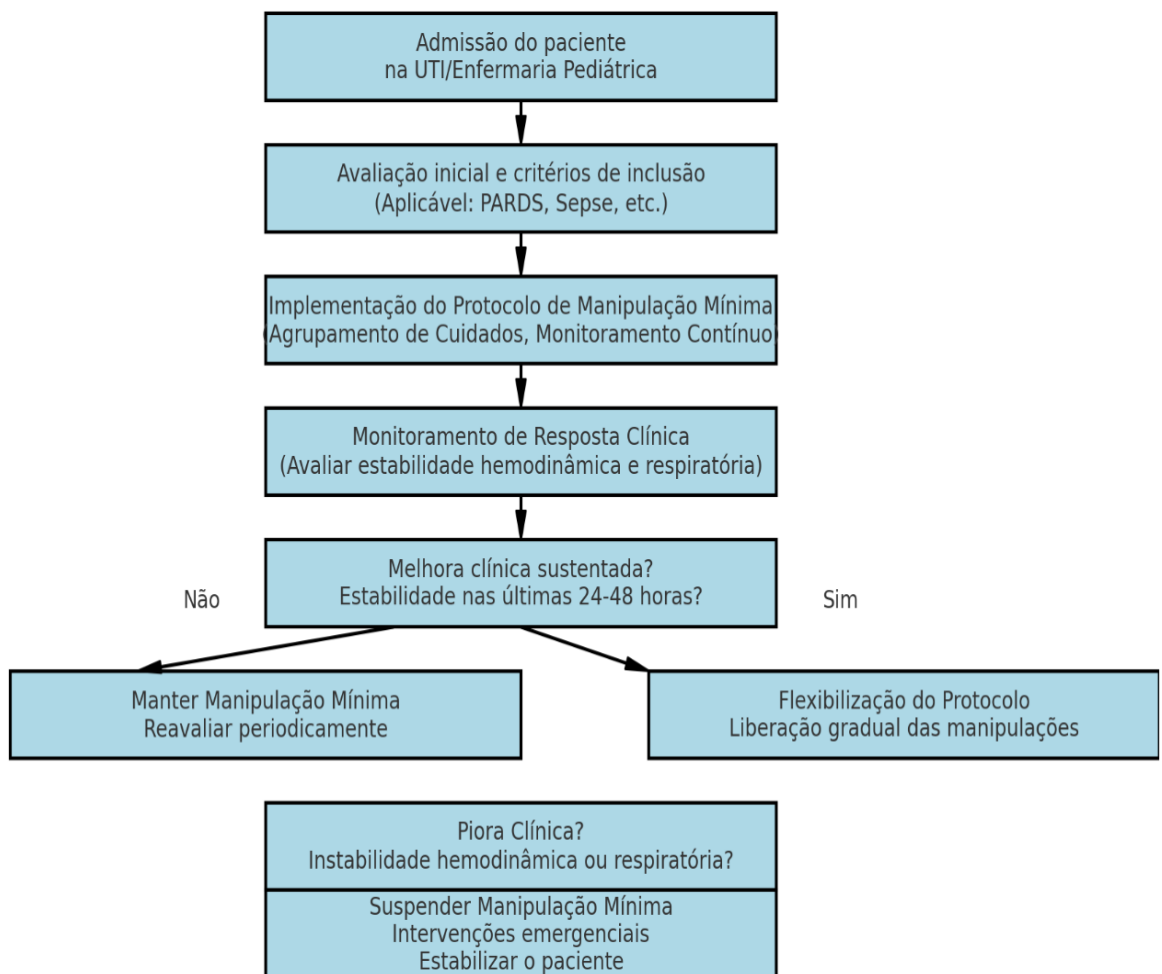 Admissão do paciente
na UTI/Enfermaria Pediátrica
Avaliação inicial e critérios de inclusão
(Aplicável: PARDS, Sepse, etc.)
Implementação do Protocolo de Manipulação Mínima
(Agrupamento de Cuidados, Monitoramento Contínuo)
Monitoramento de Resposta Clínica
(Avaliar estabilidade hemodinâmica e respiratória)
Melhora clínica sustentada?
Estabilidade nas últimas 24-48 horas?
Não
Sim
Manter Manipulação Mínima
Reavaliar periodicamente
Flexibilização do Protocolo
Liberação gradual das manipulações
Piora Clínica?
Instabilidade hemodinâmica ou respiratória?
Suspender Manipulação Mínima
Intervenções emergenciais
Estabilizar o paciente